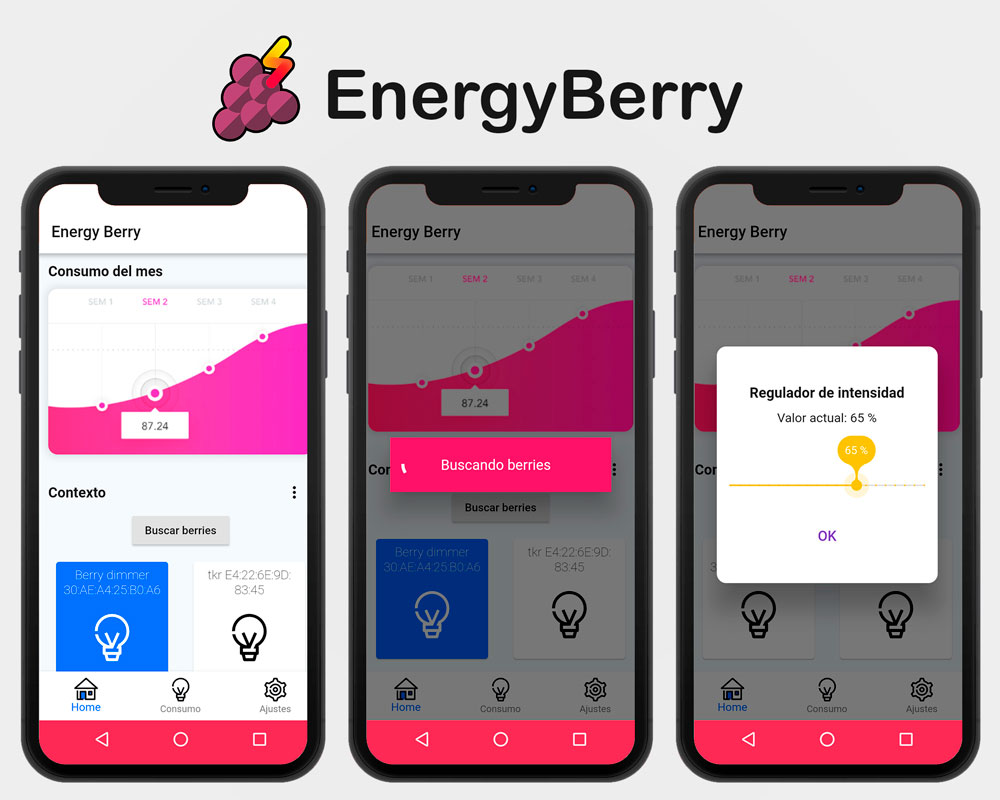 EnergyBerry
Energy Berry
Consumo del mes
SEM 1 SEM 2 SEM 3 SEM 4
87.24
Contexto
Buscar berries
Berry dimmer
30:AE:A4:25:B0:A6
tkr E4:22:6E:9D:
83:45
Home Consumo Ajustes
Energy Berry
SEM 1 SEM 2 SEM 3 SEM 4
87.24
Buscando berries
Con
Buscar berries
Berry dimmer
30:AE:A4:25:B0:A6
tkr E4:22:6E:9D:
83:45
Home Consumo Ajustes
Energy Berry
SEM 1 SEM 2 SEM 3 SEM 4
Regulador de intensidad
Valor actual: 65 %
65 %
OK
Con
3
Home Consumo Ajustes